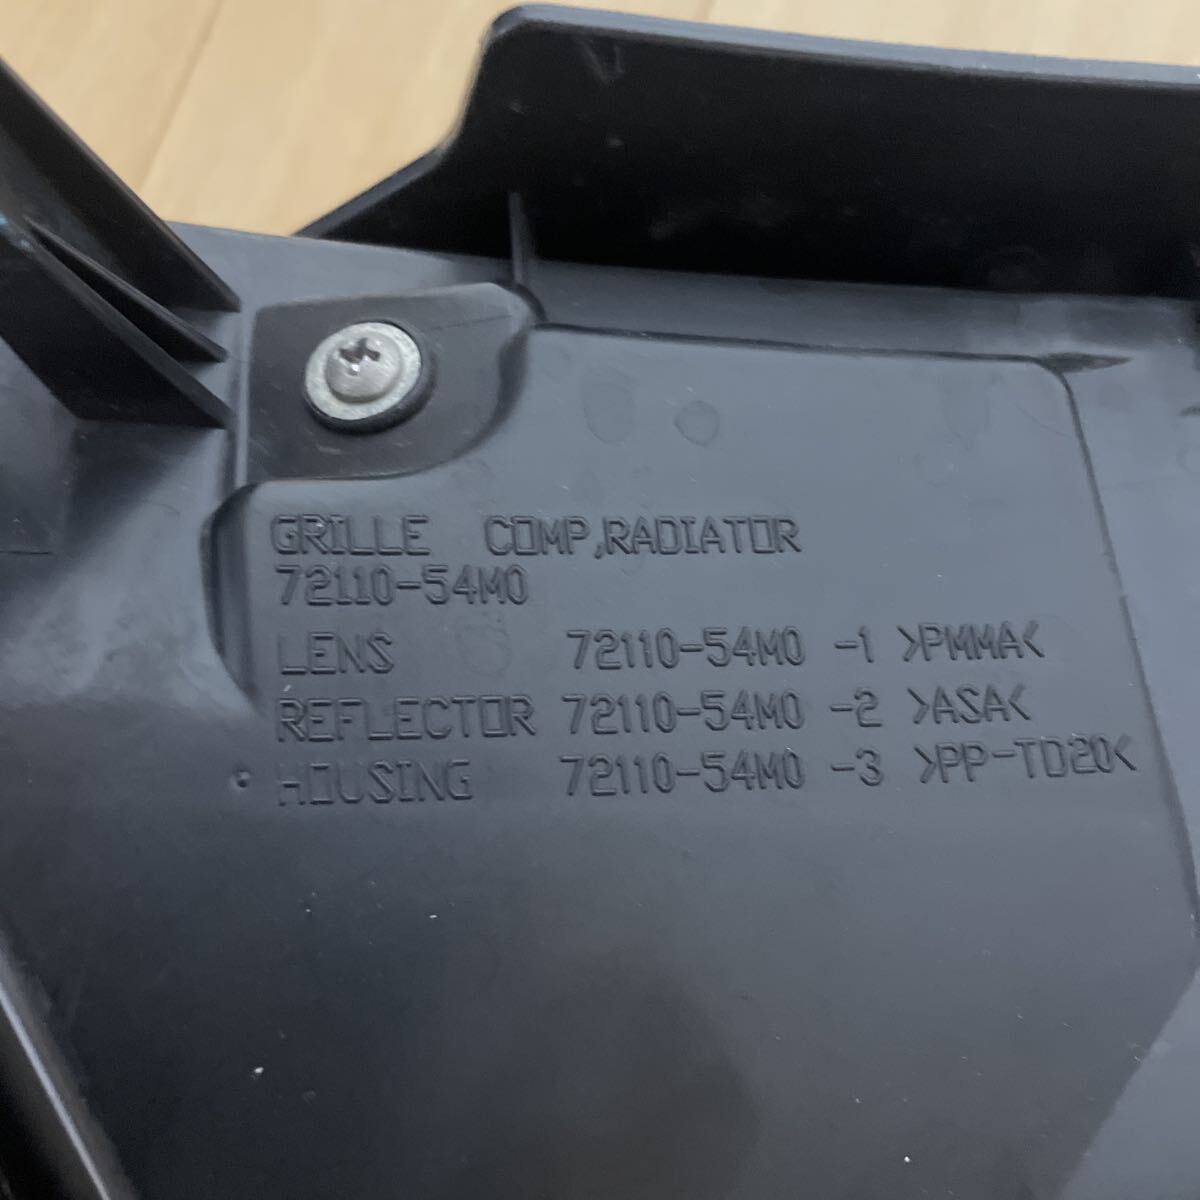 GRILLE COMP,RADIATOR
72110-54M0
LENS 72110-54M0 -1 >PMMA<
REFLECTOR 72110-54M0 -2 >ASA<
HOUSING 72110-54M0 -3 >PP-TD20<